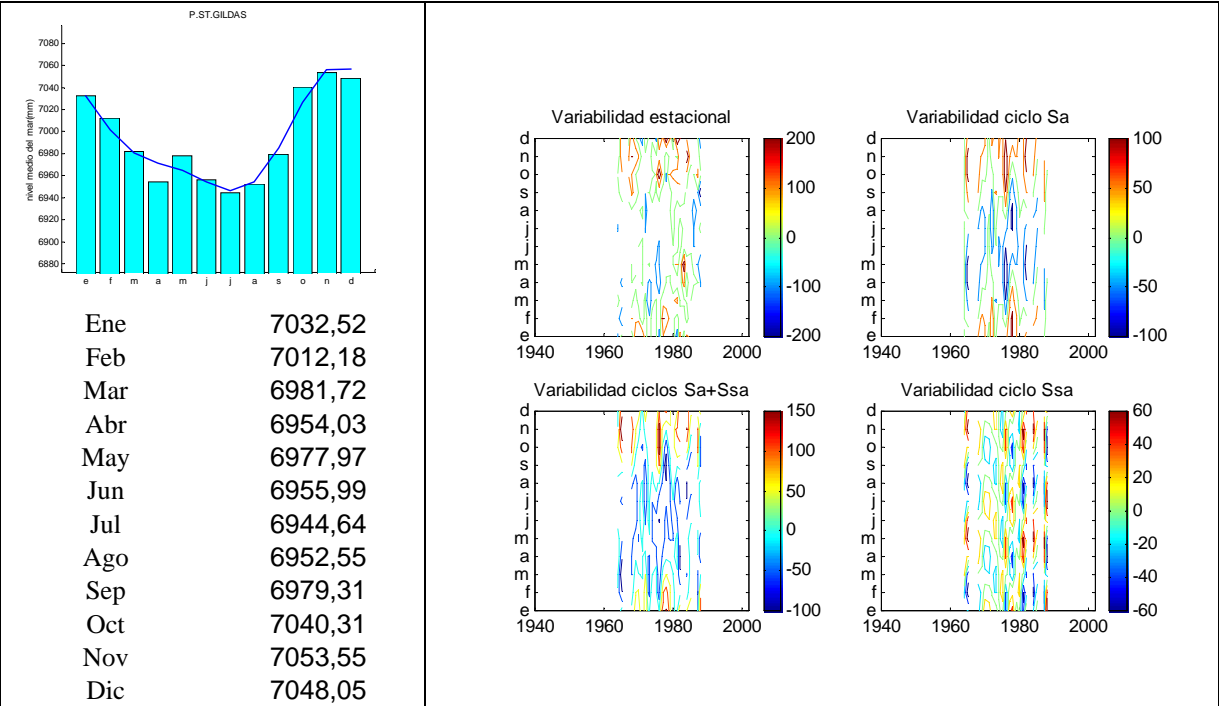 P.ST.GILDAS
nivel medio del mar(mm)
7080
7060
7040
7020
7000
6980
6960
6940
6920
6900
6880
e f m a m j j a s o n d
Ene 7032,52
Feb 7012,18
Mar 6981,72
Abr 6954,03
May 6977,97
Jun 6955,99
Jul 6944,64
Ago 6952,55
Sep 6979,31
Oct 7040,31
Nov 7053,55
Dic 7048,05
Variabilidad estacional
d
n
o
s
a
j
j
m
a
m
f
e
1940 1960 1980 2000
200
100
0
-100
-200
Variabilidad ciclo Sa
d
n
o
s
a
j
j
m
a
m
f
e
1940 1960 1980 2000
100
50
0
-50
-100
Variabilidad ciclos Sa+Ssa
d
n
o
s
a
j
j
m
a
m
f
e
1940 1960 1980 2000
150
100
50
0
-50
-100
Variabilidad ciclo Ssa
d
n
o
s
a
j
j
m
a
m
f
e
1940 1960 1980 2000
60
40
20
0
-20
-40
-60